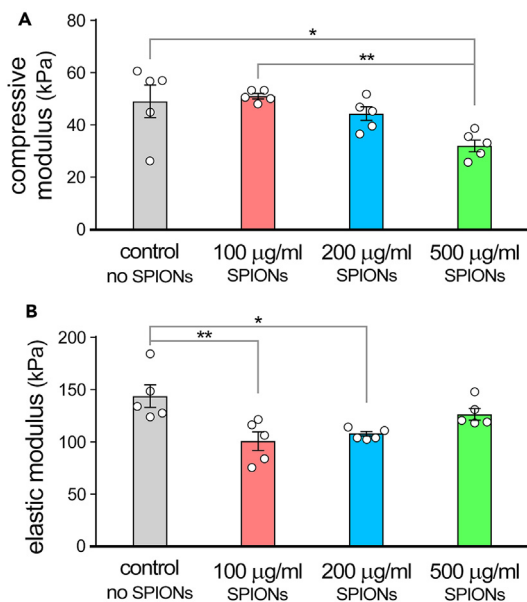 A
compressive
modulus (kPa)
80
60
40
20
0
*
**
control
no SPIONs
100 μg/ml
SPIONs
200 μg/ml
SPIONs
500 μg/ml
SPIONs
B
elastic modulus (kPa)
200
150
100
50
0
*
**
control
no SPIONs
100 μg/ml
SPIONs
200 μg/ml
SPIONs
500 μg/ml
SPIONs